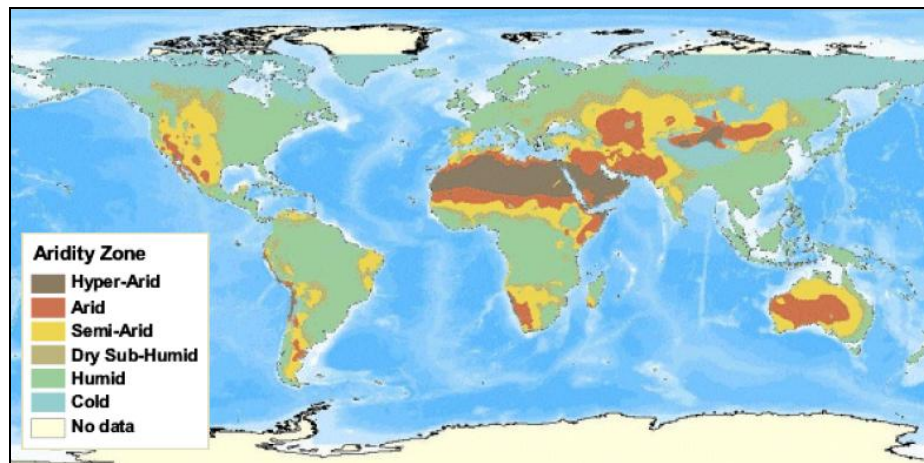 Aridity Zone
Hyper-Arid
Arid
Semi-Arid
Dry Sub-Humid
Humid
Cold
No data